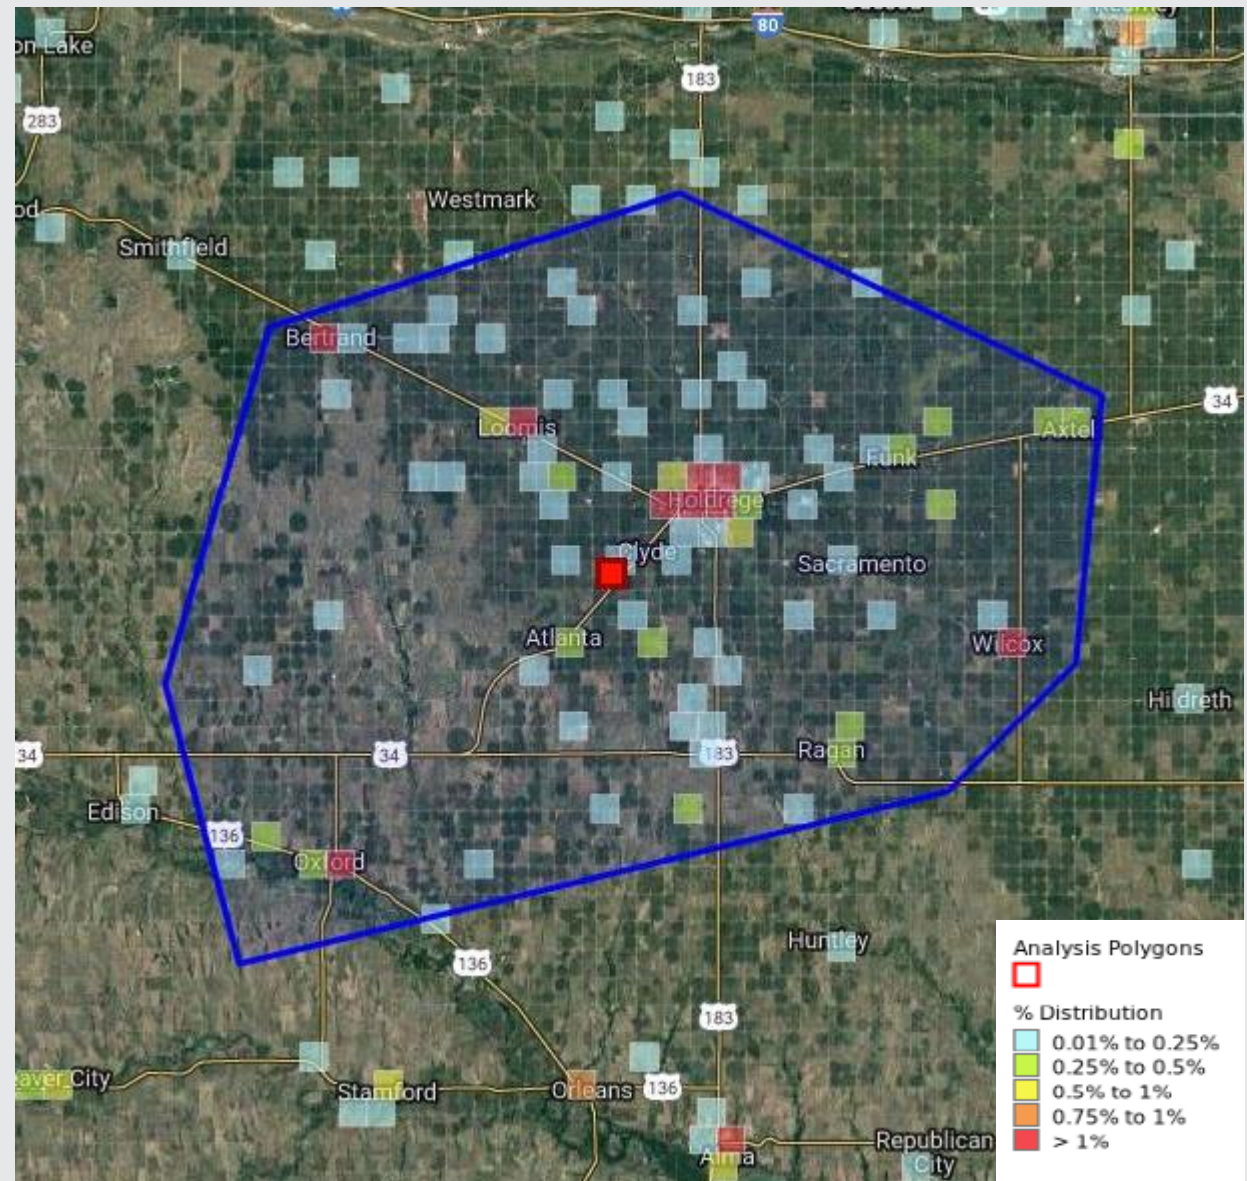 80
on Lake
183
283
Westmark
od
Smithfield
Bertrand
34
Loomis
Axtel
Funk
Holdrege
Clyde
Sacramento
Atlanta
Wilcox
Hildreth
34
34
183
Ragan
Edison
136
Oxford
Huntley
136
183
eaver City
Stamford
Orleans
136
Alma
Republican
City
Analysis Polygons
% Distribution
0.01% to 0.25%
0.25% to 0.5%
0.5% to 1%
0.75% to 1%
> 1%